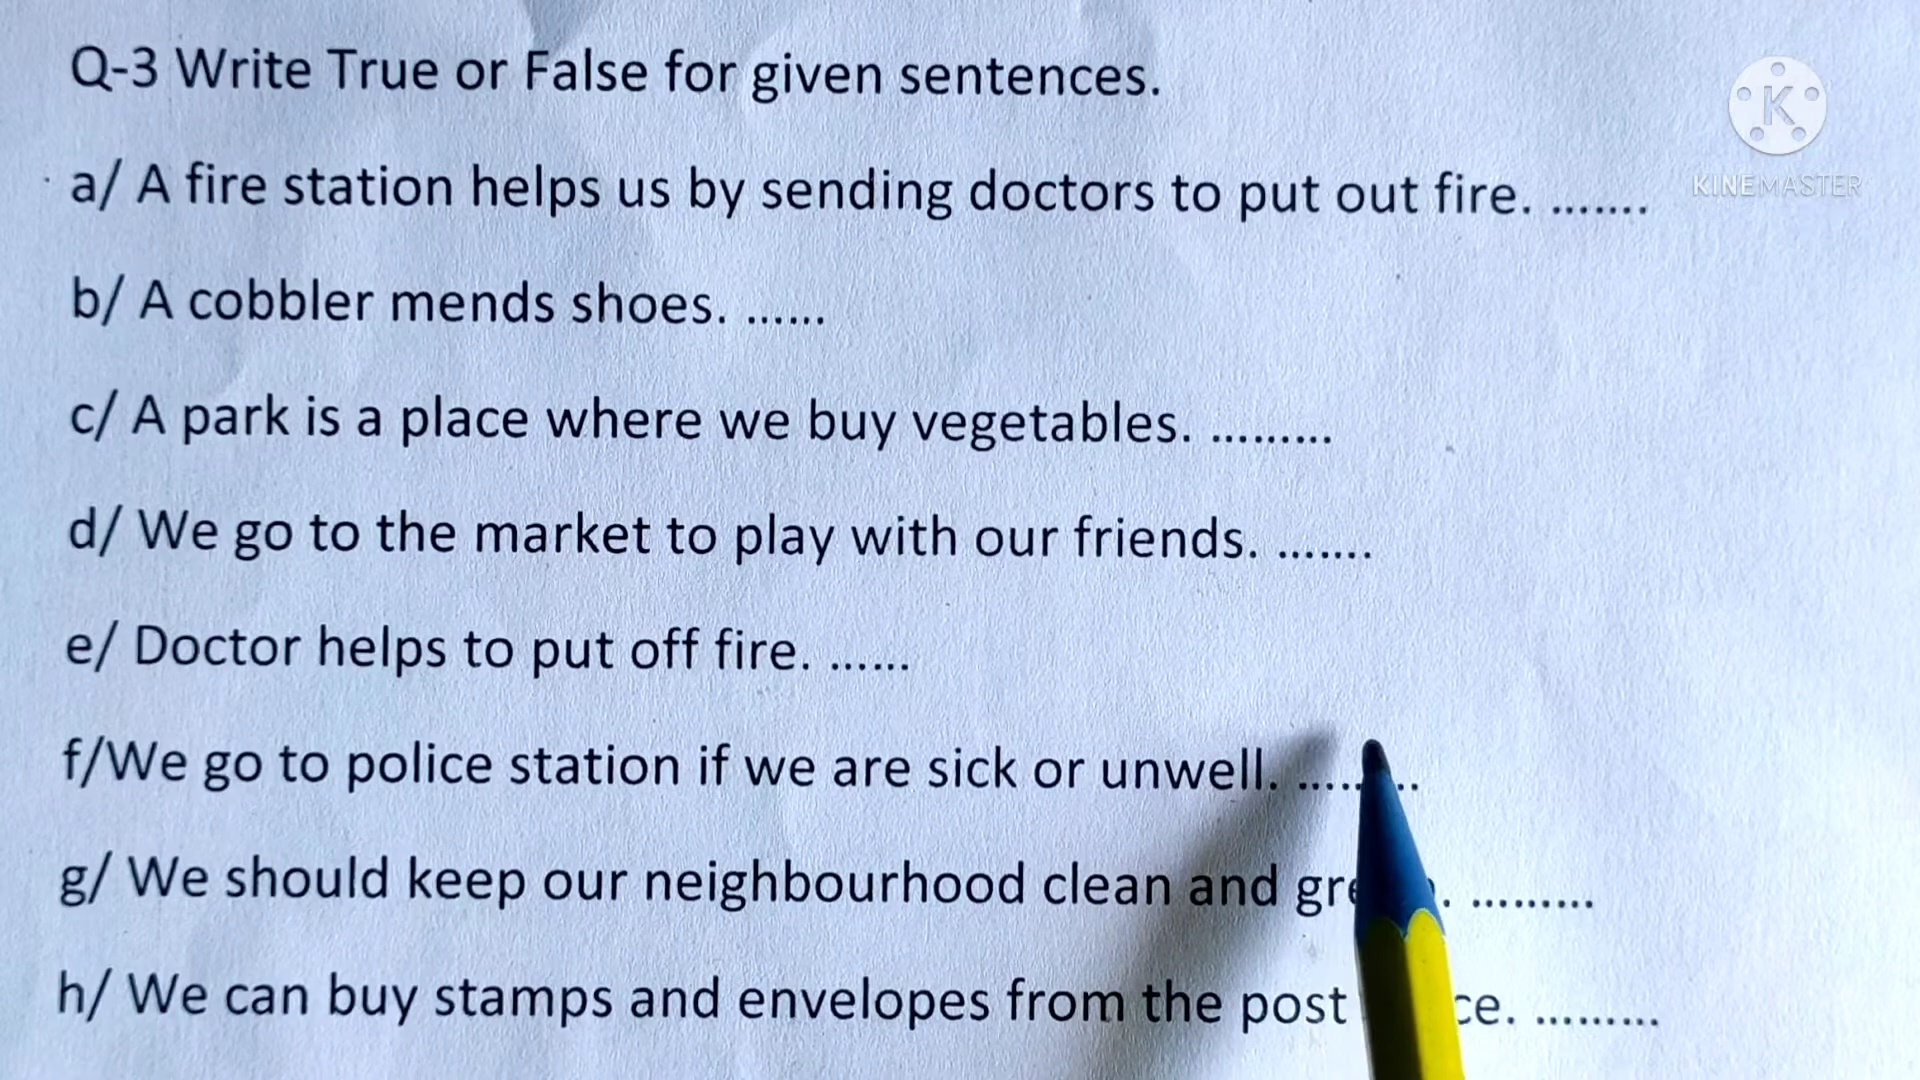 Q-3 Write True or False for given sentences.
a/ A fire station helps us by sending doctors to put out fire. .......
b/ A cobbler mends shoes. ......
c/ A park is a place where we buy vegetables. .........
d/ We go to the market to play with our friends. .......
e/ Doctor helps to put off fire. ......
f/We go to police station if we are sick or unwell. .........
g/ We should keep our neighbourhood clean and . .........
h/ We can buy stamps and envelopes from the post . .........
K
KINEMASTER